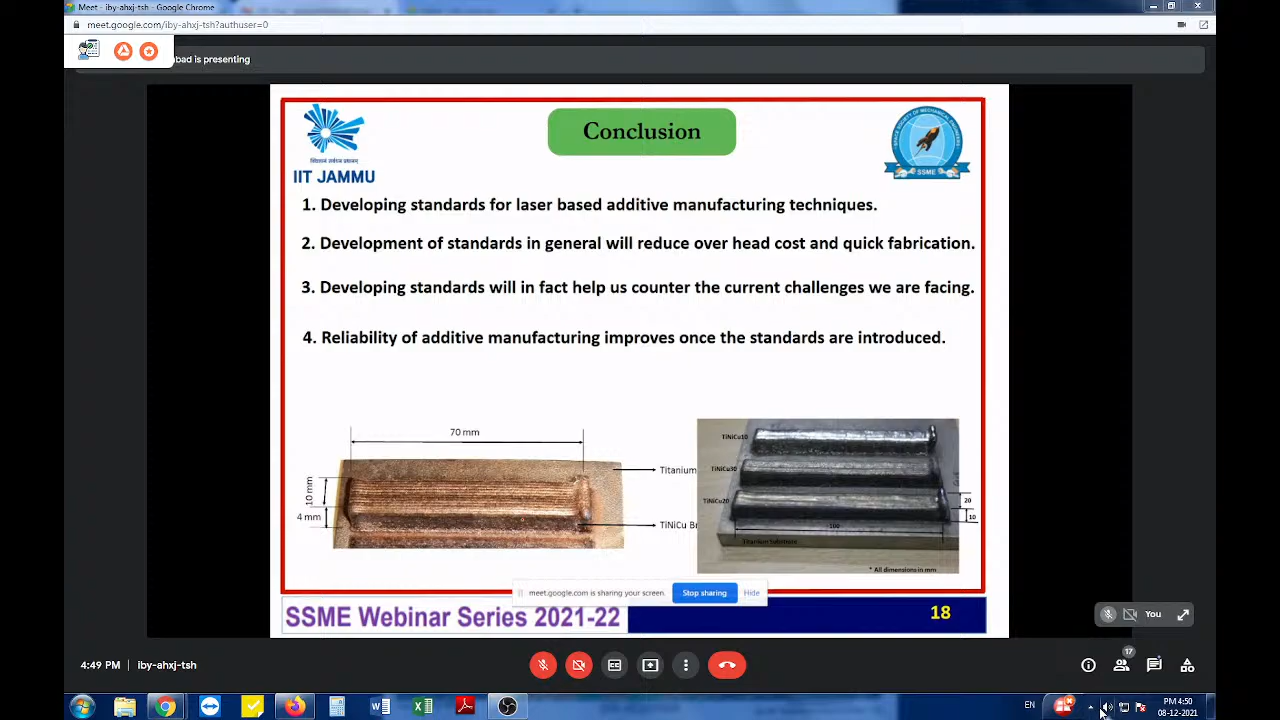 Meet - iby-ahxj-tsh - Google Chrome
meet.google.com/iby-ahxj-tsh?authuser=0
bad is presenting
Conclusion
IIT JAMMU
SSME
1. Developing standards for laser based additive manufacturing techniques.
2. Development of standards in general will reduce over head cost and quick fabrication.
3. Developing standards will in fact help us counter the current challenges we are facing.
4. Reliability of additive manufacturing improves once the standards are introduced.
70 mm
10 mm
4 mm
Titanium
TiNiCu B
TiNiCu10
TiNiCu30
TiNiCu20
20
10
100
* All dimensions in mm
meet.google.com is sharing your screen.
Stop sharing
Hide
SSME Webinar Series 2021-22
18
You
4:49 PM | iby-ahxj-tsh
17
EN
PM 4:50
08-12-2021